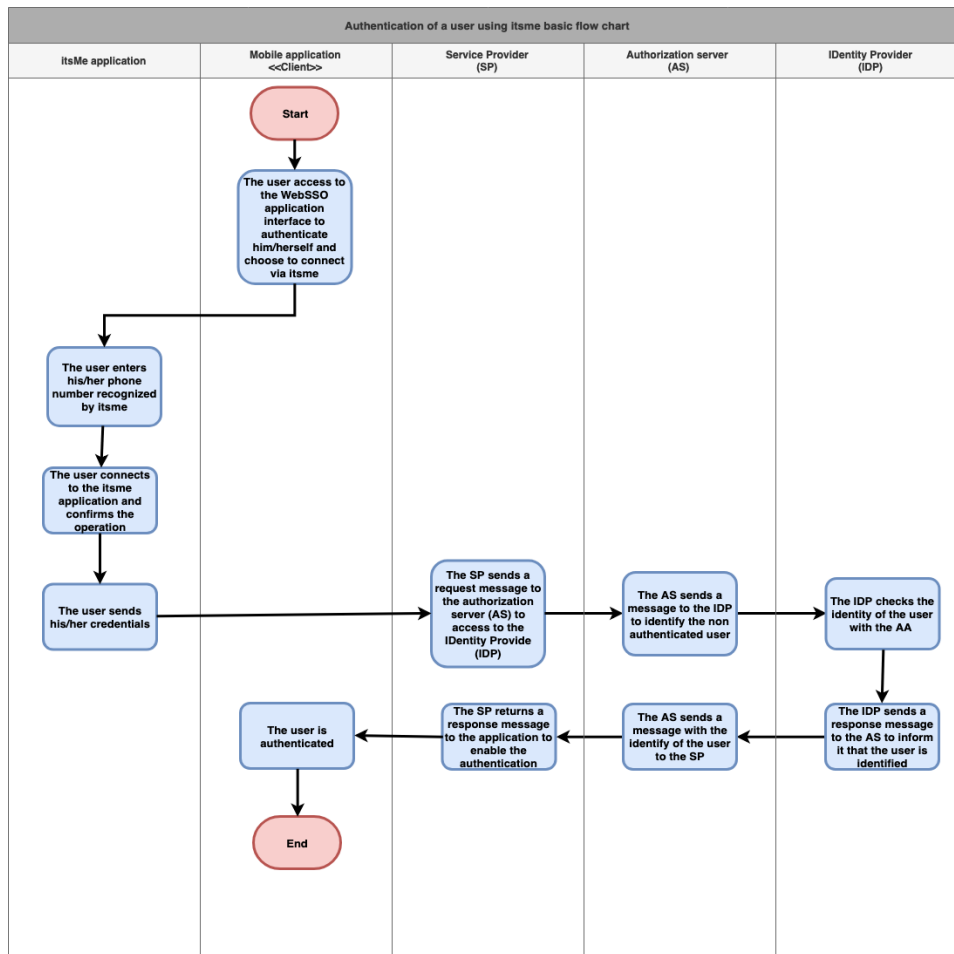 Authentication of a user using itsme basic flow chart
itsMe application
Mobile application
<<Client>>
Service Provider
(SP)
Authorization server
(AS)
IDentity Provider
(IDP)
Start
The user access to
the WebSSO
application
interface to
authenticate
him/herself and
choose to connect
via itsme
The user enters
his/her phone
number recognized
by itsme
The user connects
to the itsme
application and
confirms the
operation
The user sends
his/her credentials
The SP sends a
request message to
the authorization
server (AS) to
access to the
IDentity Provide
(IDP)
The AS sends a
message to the IDP
to identify the non
authenticated user
The IDP checks the
identity of the user
with the AA
The IDP sends a
response message
to the AS to inform
it that the user is
identified
The AS sends a
message with the
identify of the user
to the SP
The SP returns a
response message
to the application to
enable the
authentication
The user is
authenticated
End